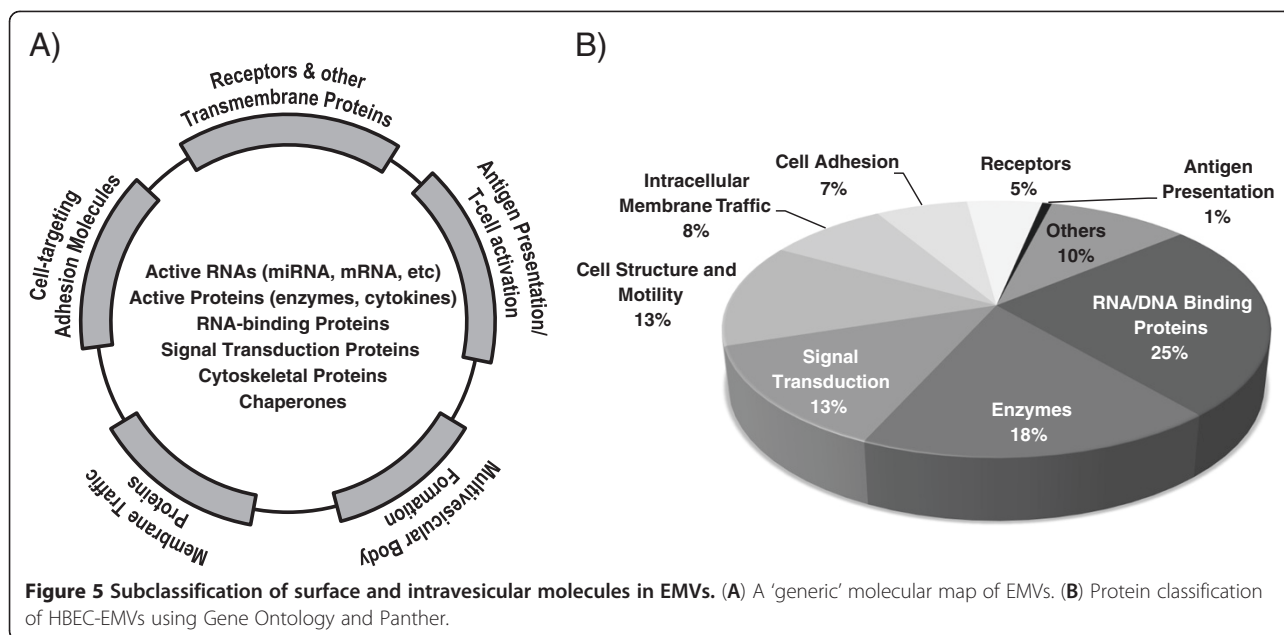 A)
Receptors & other
Transmembrane Proteins
Antigen Presentation/
T-cell activation
Cell-targeting
Adhesion Molecules
Active RNAs (miRNA, mRNA, etc)
Active Proteins (enzymes, cytokines)
RNA-binding Proteins
Signal Transduction Proteins
Cytoskeletal Proteins
Chaperones
Membrane Traffic
Proteins
Multivesicular Body
Formation
B)
Cell Adhesion
7%
Receptors
5%
Antigen
Presentation
1%
Intracellular
Membrane Traffic
8%
Others
10%
Cell Structure and
Motility
13%
RNA/DNA Binding
Proteins
25%
Signal
Transduction
13%
Enzymes
18%
Figure 5 Subclassification of surface and intravesicular molecules in EMVs. (A) A ‘generic’ molecular map of EMVs. (B) Protein classification
of HBEC-EMVs using Gene Ontology and Panther.